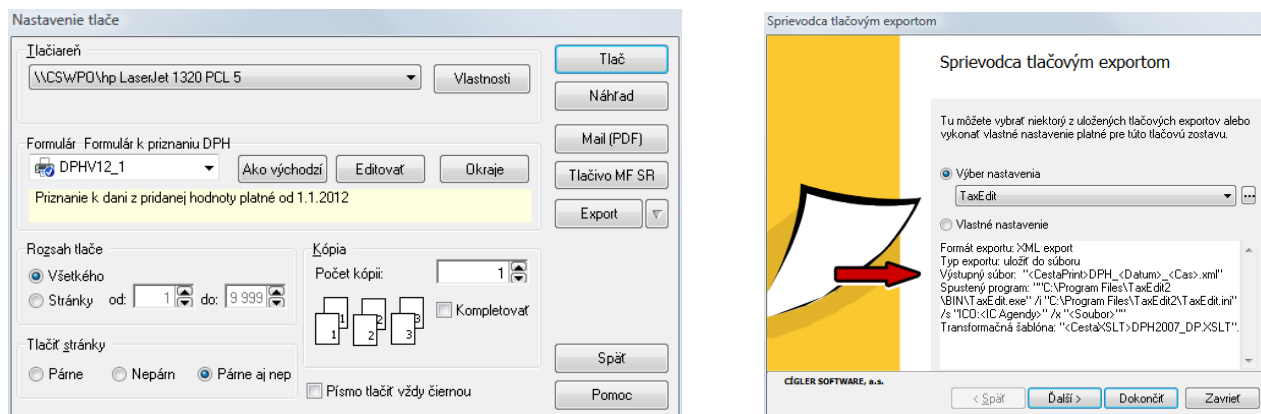 Nastavenie tlače
Tlačiareň
\\CSWPO\hp LaserJet 1320 PCL 5
Vlastnosti
Formulár Formulár k priznaniu DPH
DPHV12_1
Ako východzí
Editovať
Okraje
Priznanie k dani z pridanej hodnoty platné od 1.1.2012
Rozsah tlače
Všetkého
Stránky od: 1 do: 9 999
Tlačiť stránky
Párne
Nepárn
Párne aj nep
Kópia
Počet kópii: 1
1 1 2 2 3 3
Kompletovať
Písmo tlačiť vždy čiernou
Tlač
Náhľad
Mail (PDF)
Tlačivo MF SR
Export
Späť
Pomoc
Sprievodca tlačovým exportom
Sprievodca tlačovým exportom
Tu môžete vybrať niektorý z uložených tlačových exportov alebo
vykonať vlastné nastavenie platné pre túto tlačovú zostavu.
Výber nastavenia
TaxEdit
...
Vlastné nastavenie
Formát exportu: XML export
Typ exportu: uložiť do súboru
Výstupný súbor: "<CestaPrint>DPH_<Datum>_<Cas>.xml"
Spustený program: ""C:\Program Files\TaxEdit2
\BIN\TaxEdit.exe" /i "C:\Program Files\TaxEdit2\TaxEdit.ini"
/s "ICO:<IC Agendy>" /x "<Soubor>""
Transformačná šablóna: "<CestaXSLT>DPH2007_DP.XSLT".
CÍGLER SOFTWARE, a.s.
< Späť
Ďalší >
Dokončiť
Zavrieť